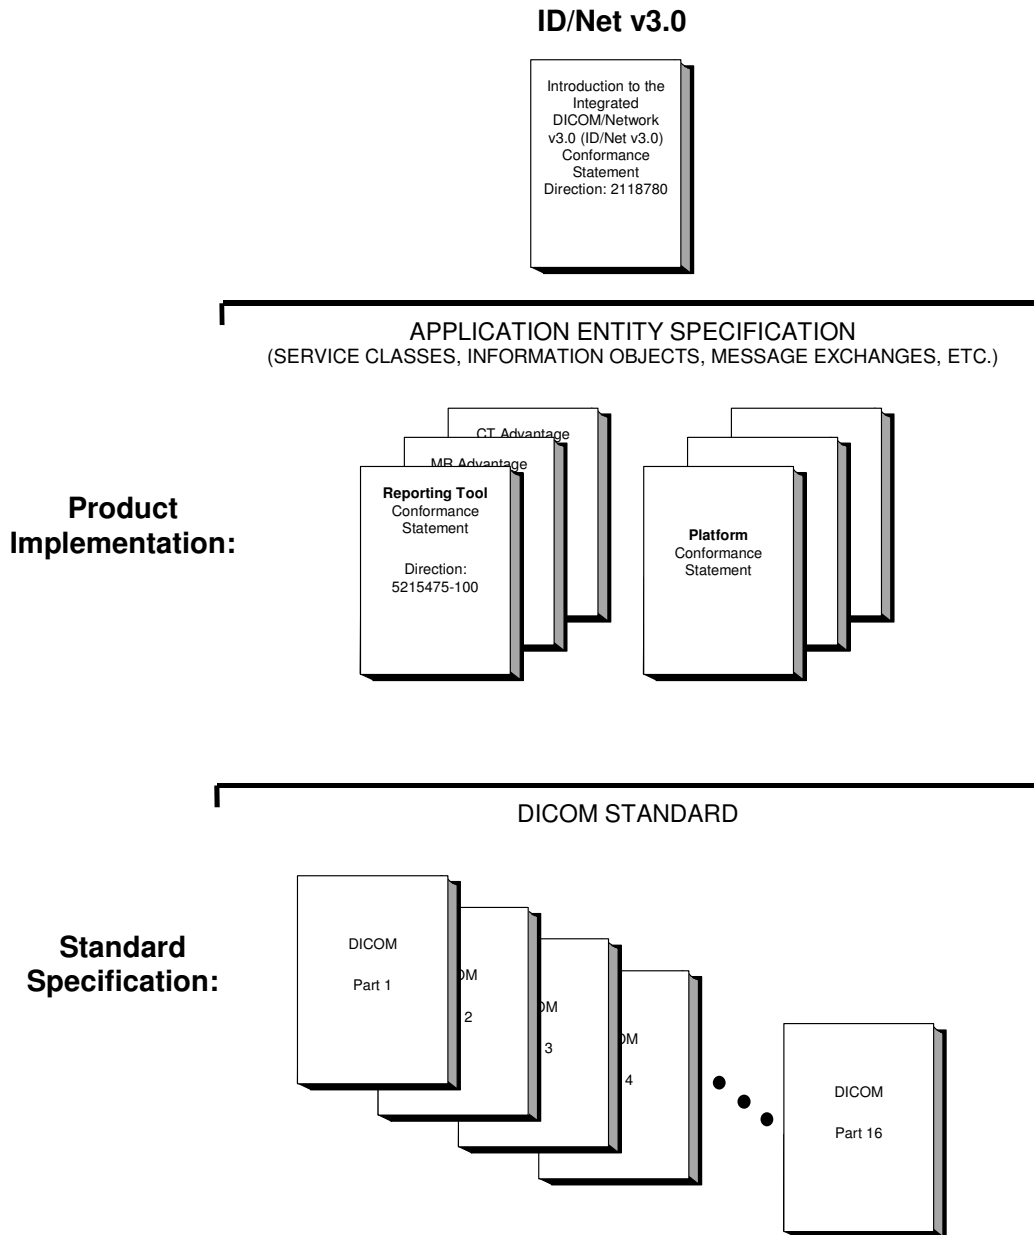 ID/Net v3.0
Introduction to the
Integrated
DICOM/Network
v3.0 (ID/Net v3.0)
Conformance
Statement
Direction: 2118780
APPLICATION ENTITY SPECIFICATION
(SERVICE CLASSES, INFORMATION OBJECTS, MESSAGE EXCHANGES, ETC.)
Product
Implementation:
CT Advantage
MR Advantage
Reporting Tool
Conformance
Statement
Direction:
5215475-100
Platform
Conformance
Statement
DICOM STANDARD
Standard
Specification:
DICOM
Part 1
OM
2
OM
3
OM
4
DICOM
Part 16